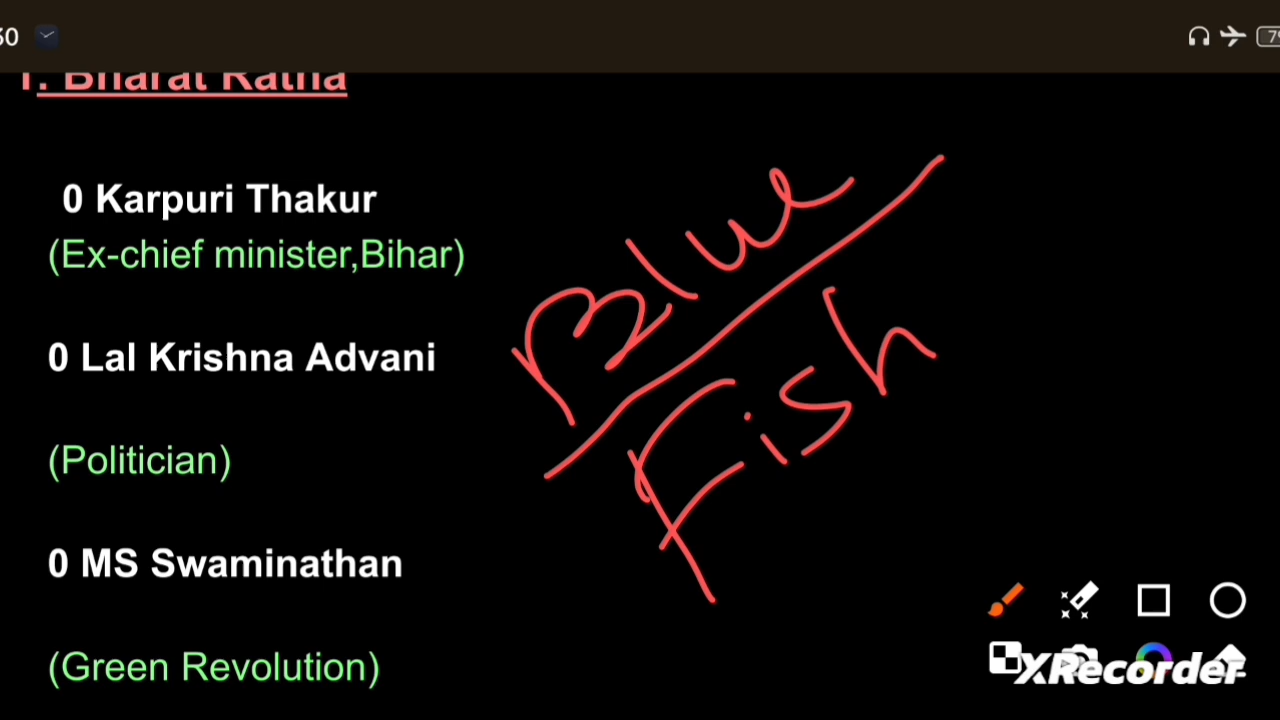 1. Bharat Ratna
0 Karpuri Thakur
(Ex-chief minister,Bihar)
0 Lal Krishna Advani
(Politician)
0 MS Swaminathan
(Green Revolution)
Blue
Fish
XRecorder